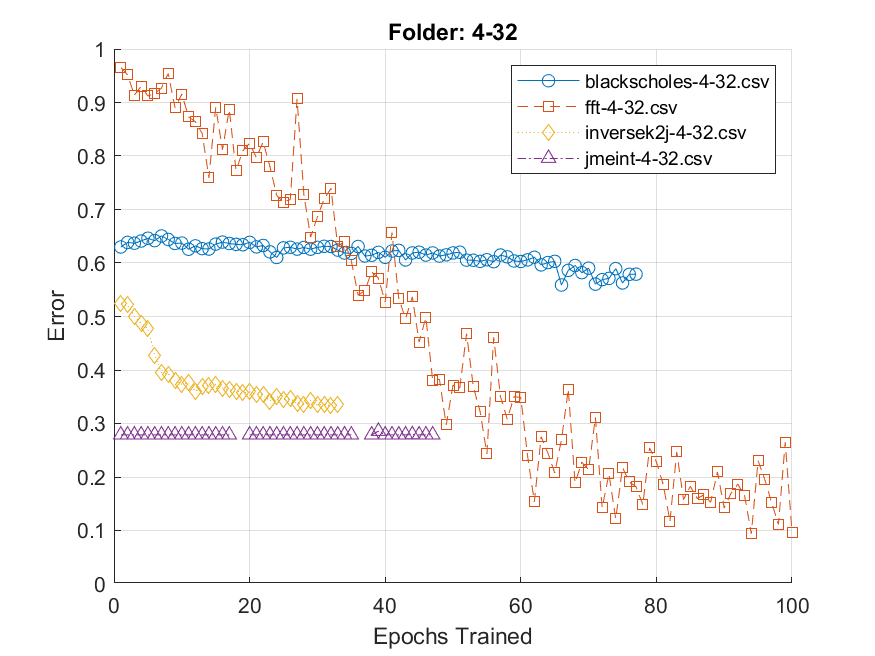 Folder: 4-32
1
0.9
0.8
0.7
0.6
0.5
0.4
0.3
0.2
0.1
0
Error
blackscholes-4-32.csv
fft-4-32.csv
inversek2j-4-32.csv
jmeint-4-32.csv
0 20 40 60 80 100
Epochs Trained